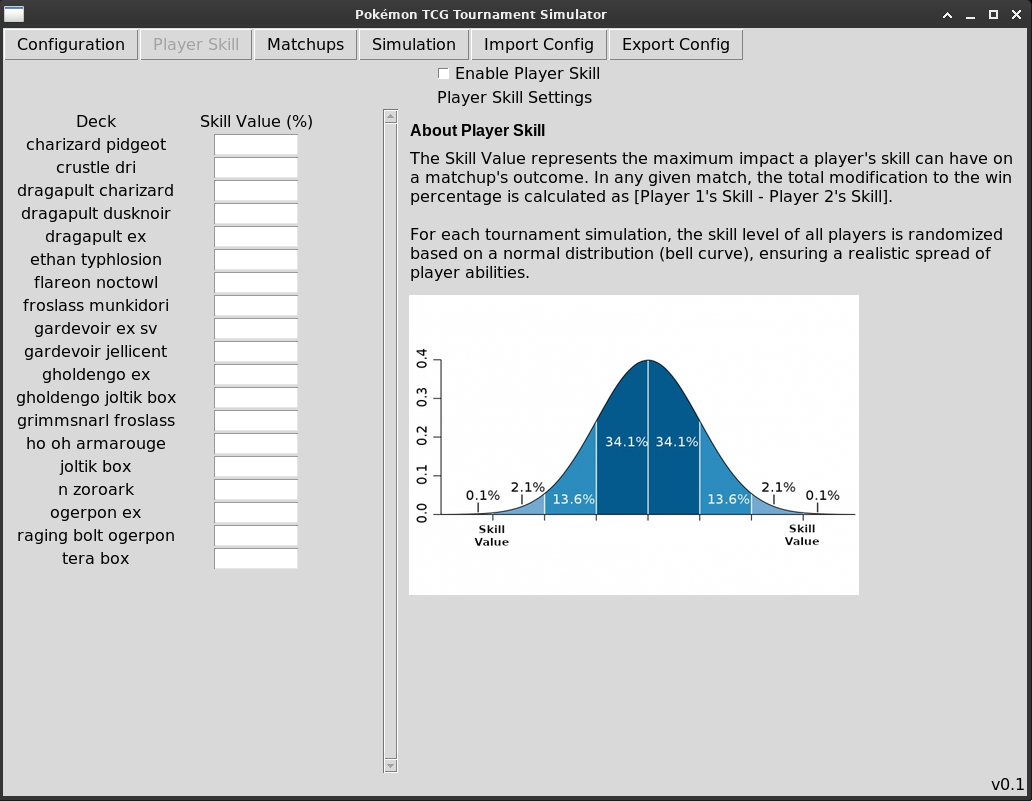 Pokémon TCG Tournament Simulator
Configuration Player Skill Matchups Simulation Import Config Export Config
Enable Player Skill
Player Skill Settings
Deck Skill Value (%)
charizard pidgeot
crustle dri
dragapult charizard
dragapult dusknoir
dragapult ex
ethan typhlosion
flareon noctowl
froslass munkidori
gardevoir ex sv
gardevoir jellicent
gholdengo ex
gholdengo joltik box
grimmsnarl froslass
ho oh armarouge
joltik box
n zoroark
ogerpon ex
raging bolt ogerpon
tera box
About Player Skill
The Skill Value represents the maximum impact a player's skill can have on
a matchup's outcome. In any given match, the total modification to the win
percentage is calculated as [Player 1's Skill - Player 2's Skill].
For each tournament simulation, the skill level of all players is randomized
based on a normal distribution (bell curve), ensuring a realistic spread of
player abilities.
0.4
0.3
0.2
0.1
0.0
34.1% 34.1%
0.1% 2.1% 13.6% 13.6% 2.1% 0.1%
Skill Skill
Value Value
v0.1